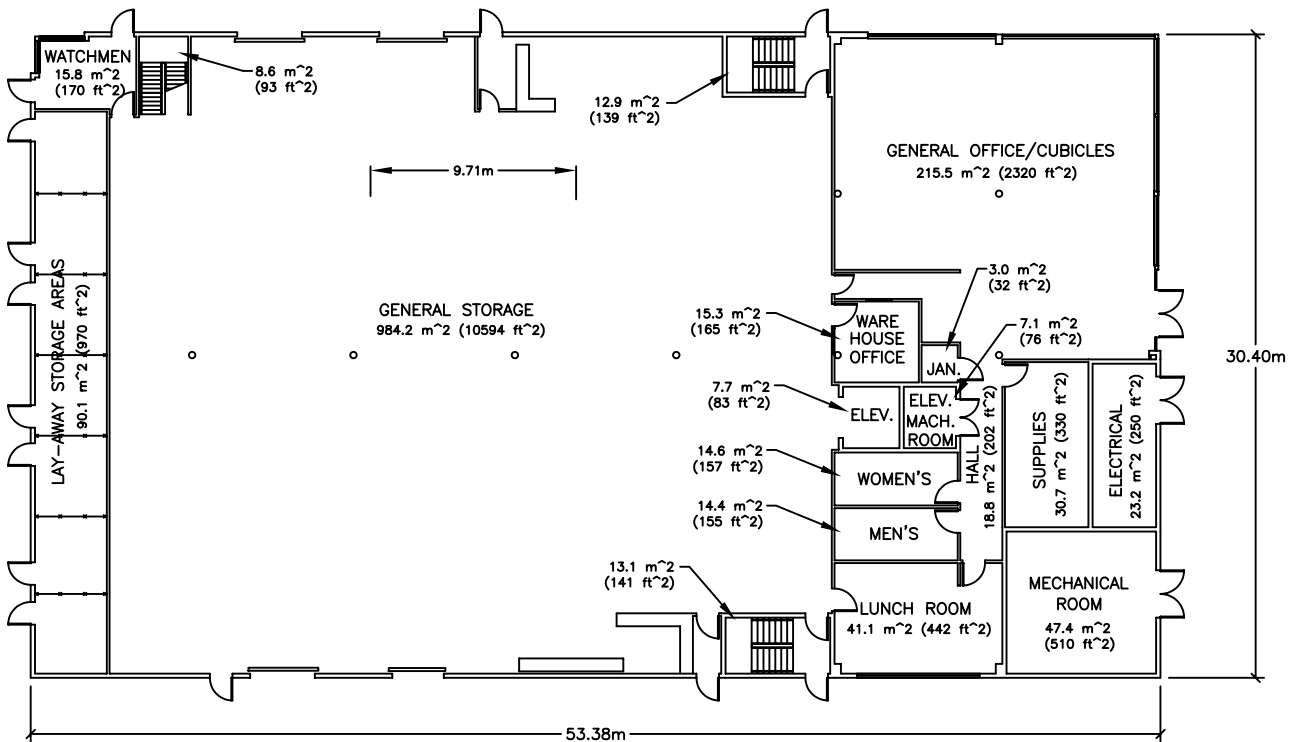 WATCHMEN
15.8 m^2
(170 ft^2)
8.6 m^2
(93 ft^2)
12.9 m^2
(139 ft^2)
9.71m
GENERAL OFFICE/CUBICLES
215.5 m^2 (2320 ft^2)
LAY-AWAY STORAGE AREAS
90.1 m^2 (970 ft^2)
GENERAL STORAGE
984.2 m^2 (10594 ft^2)
15.3 m^2
(165 ft^2)
WARE
HOUSE
OFFICE
3.0 m^2
(32 ft^2)
JAN.
7.1 m^2
(76 ft^2)
30.40m
7.7 m^2
(83 ft^2)
ELEV.
ELEV.
MACH.
ROOM
HALL
18.8 m^2 (202 ft^2)
SUPPLIES
30.7 m^2 (330 ft^2)
ELECTRICAL
23.2 m^2 (250 ft^2)
14.6 m^2
(157 ft^2)
WOMEN'S
14.4 m^2
(155 ft^2)
MEN'S
13.1 m^2
(141 ft^2)
LUNCH ROOM
41.1 m^2 (442 ft^2)
MECHANICAL
ROOM
47.4 m^2
(510 ft^2)
53.38m